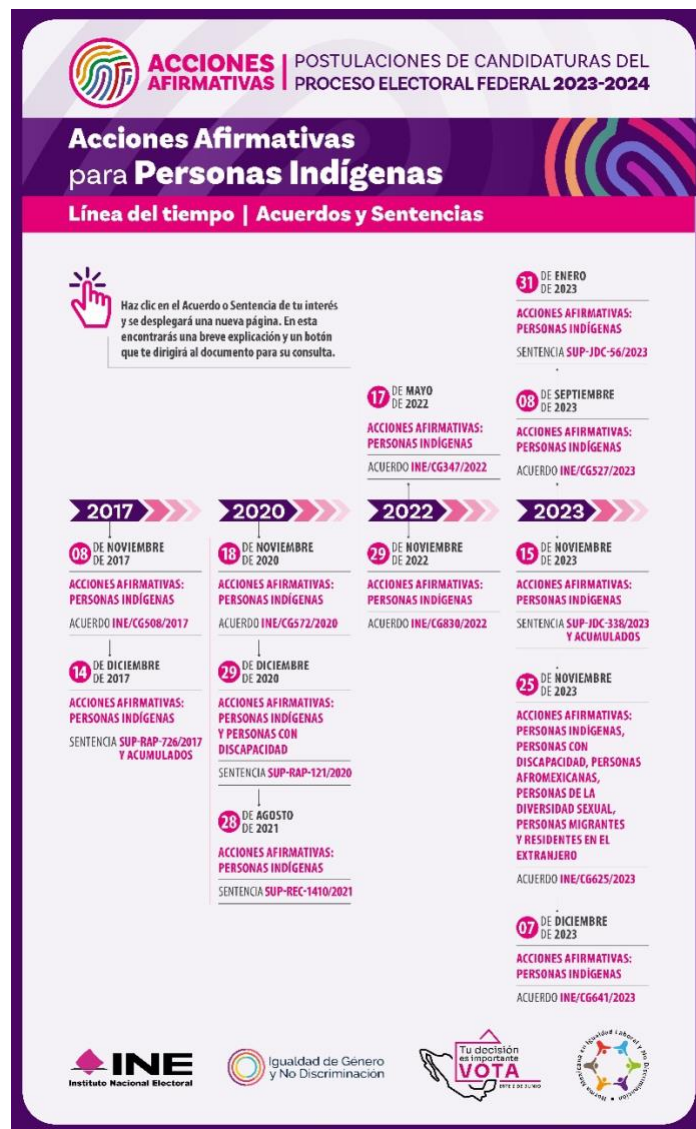 ACCIONES AFIRMATIVAS
POSTULACIONES DE CANDIDATURAS DEL
PROCESO ELECTORAL FEDERAL 2023-2024
Acciones Afirmativas
para Personas Indígenas
Línea del tiempo | Acuerdos y Sentencias
Haz clic en el Acuerdo o Sentencia de tu interés
y se desplegará una nueva página. En esta
encontrarás una breve explicación y un botón
que te dirigirá al documento para su consulta.
2017
08 DE NOVIEMBRE
DE 2017
ACCIONES AFIRMATIVAS:
PERSONAS INDÍGENAS
ACUERDO INE/CG508/2017
14 DE DICIEMBRE
DE 2017
ACCIONES AFIRMATIVAS:
PERSONAS INDÍGENAS
SENTENCIA SUP-RAP-726/2017
Y ACUMULADOS
2020
18 DE NOVIEMBRE
DE 2020
ACCIONES AFIRMATIVAS:
PERSONAS INDÍGENAS
ACUERDO INE/CG572/2020
29 DE DICIEMBRE
DE 2020
ACCIONES AFIRMATIVAS:
PERSONAS INDÍGENAS
Y PERSONAS CON
DISCAPACIDAD
SENTENCIA SUP-RAP-121/2020
28 DE AGOSTO
DE 2021
ACCIONES AFIRMATIVAS:
PERSONAS INDÍGENAS
SENTENCIA SUP-REC-1410/2021
17 DE MAYO
DE 2022
ACCIONES AFIRMATIVAS:
PERSONAS INDÍGENAS
ACUERDO INE/CG347/2022
2022
29 DE NOVIEMBRE
DE 2022
ACCIONES AFIRMATIVAS:
PERSONAS INDÍGENAS
ACUERDO INE/CG830/2022
31 DE ENERO
DE 2023
ACCIONES AFIRMATIVAS:
PERSONAS INDÍGENAS
SENTENCIA SUP-JDC-56/2023
08 DE SEPTIEMBRE
DE 2023
ACCIONES AFIRMATIVAS:
PERSONAS INDÍGENAS
ACUERDO INE/CG527/2023
2023
15 DE NOVIEMBRE
DE 2023
ACCIONES AFIRMATIVAS:
PERSONAS INDÍGENAS
SENTENCIA SUP-JDC-338/2023
Y ACUMULADOS
25 DE NOVIEMBRE
DE 2023
ACCIONES AFIRMATIVAS:
PERSONAS INDÍGENAS,
PERSONAS CON
DISCAPACIDAD, PERSONAS
AFROMEXICANAS,
PERSONAS DE LA
DIVERSIDAD SEXUAL,
PERSONAS MIGRANTES
Y RESIDENTES EN EL
EXTRANJERO
ACUERDO INE/CG625/2023
07 DE DICIEMBRE
DE 2023
ACCIONES AFIRMATIVAS:
PERSONAS INDÍGENAS
ACUERDO INE/CG641/2023
INE
Instituto Nacional Electoral
Igualdad de Género
y No Discriminación
Tu decisión
es importante
VOTA
ESTE 2 DE JUNIO
Norma Mexicana en Igualdad Laboral y No Discriminación